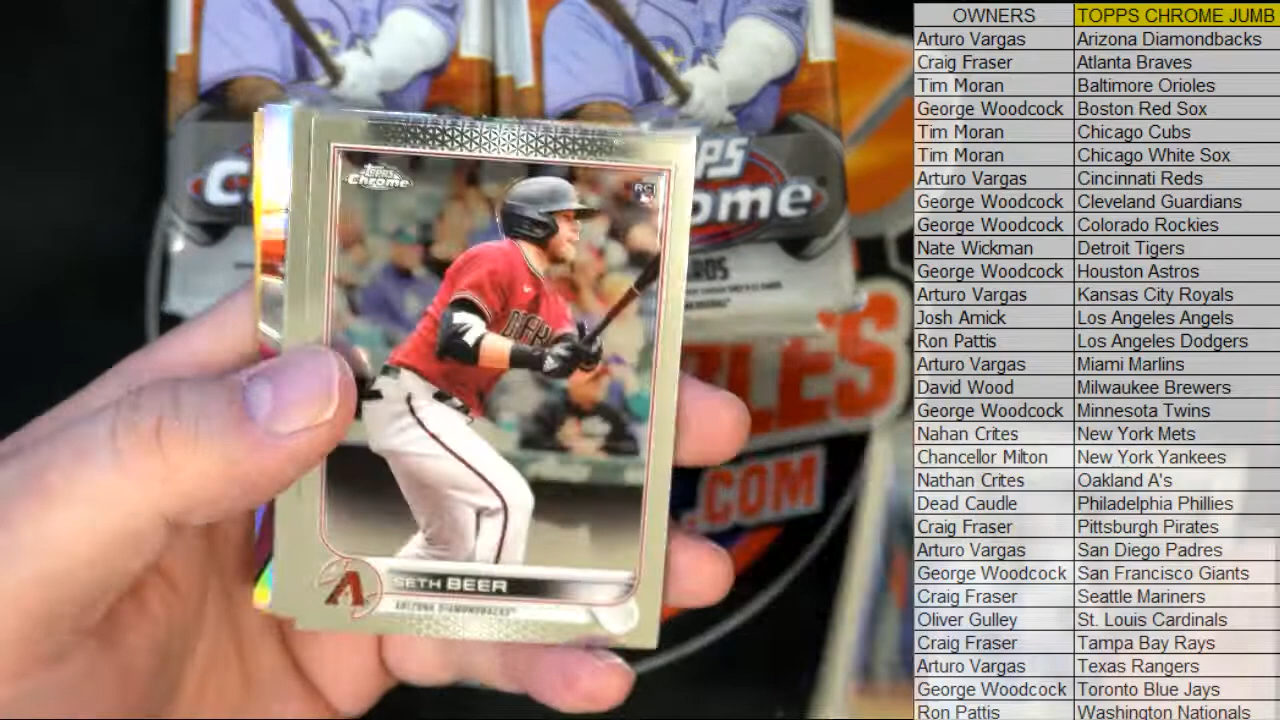 TOPPS
Chrome
RC
DBACKS
SETH BEER
ARIZONA DIAMONDBACKS
A
C
PS
ome
.COM
OWNERS TOPPS CHROME JUMB
Arturo Vargas Arizona Diamondbacks
Craig Fraser Atlanta Braves
Tim Moran Baltimore Orioles
George Woodcock Boston Red Sox
Tim Moran Chicago Cubs
Tim Moran Chicago White Sox
Arturo Vargas Cincinnati Reds
George Woodcock Cleveland Guardians
George Woodcock Colorado Rockies
Nate Wickman Detroit Tigers
George Woodcock Houston Astros
Arturo Vargas Kansas City Royals
Josh Amick Los Angeles Angels
Ron Pattis Los Angeles Dodgers
Arturo Vargas Miami Marlins
David Wood Milwaukee Brewers
George Woodcock Minnesota Twins
Nahan Crites New York Mets
Chancellor Milton New York Yankees
Nathan Crites Oakland A's
Dead Caudle Philadelphia Phillies
Craig Fraser Pittsburgh Pirates
Arturo Vargas San Diego Padres
George Woodcock San Francisco Giants
Craig Fraser Seattle Mariners
Oliver Gulley St. Louis Cardinals
Craig Fraser Tampa Bay Rays
Arturo Vargas Texas Rangers
George Woodcock Toronto Blue Jays
Ron Pattis Washington Nationals